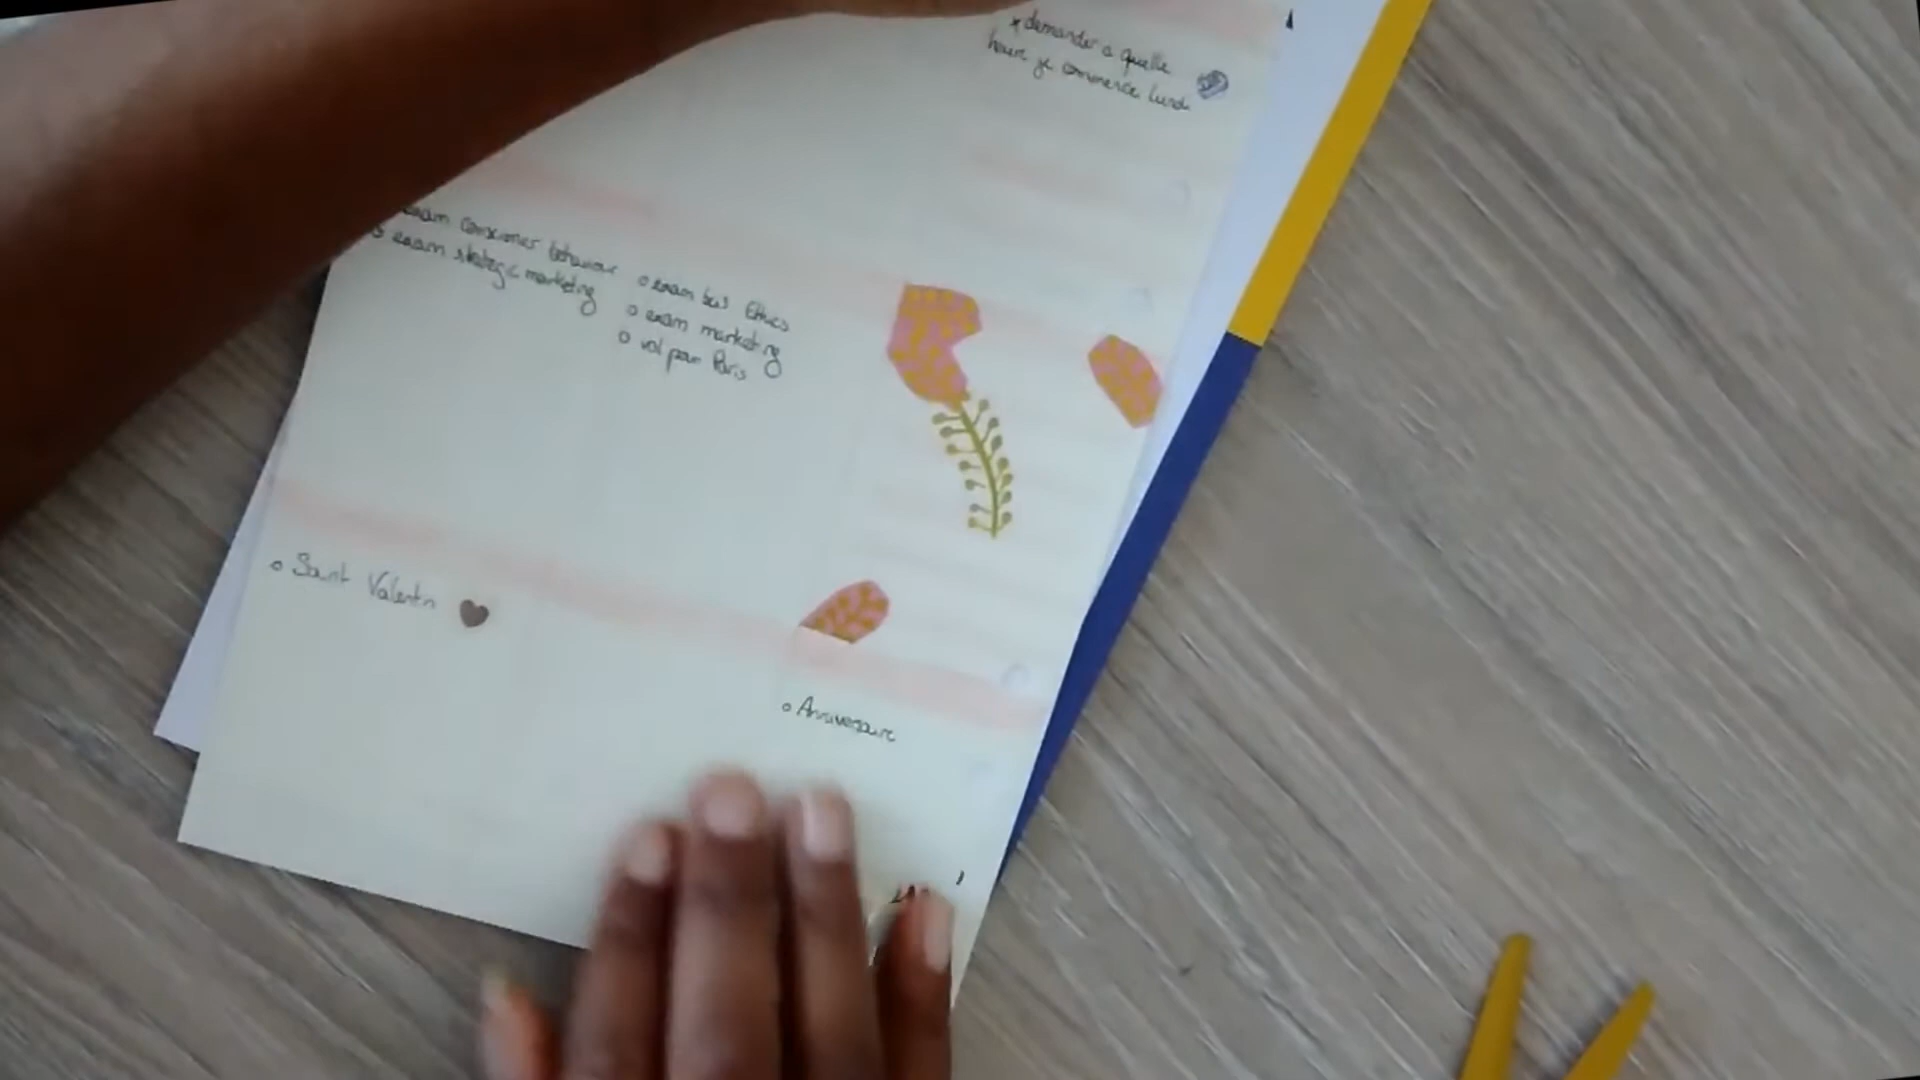 * demander a quelle
heure je commence lundi
exam consumer behaviour
o exam strategic marketing
o exam bus Ethics
o exam marketing
o vol pour Paris
o Saint Valentin
o Anniversaire